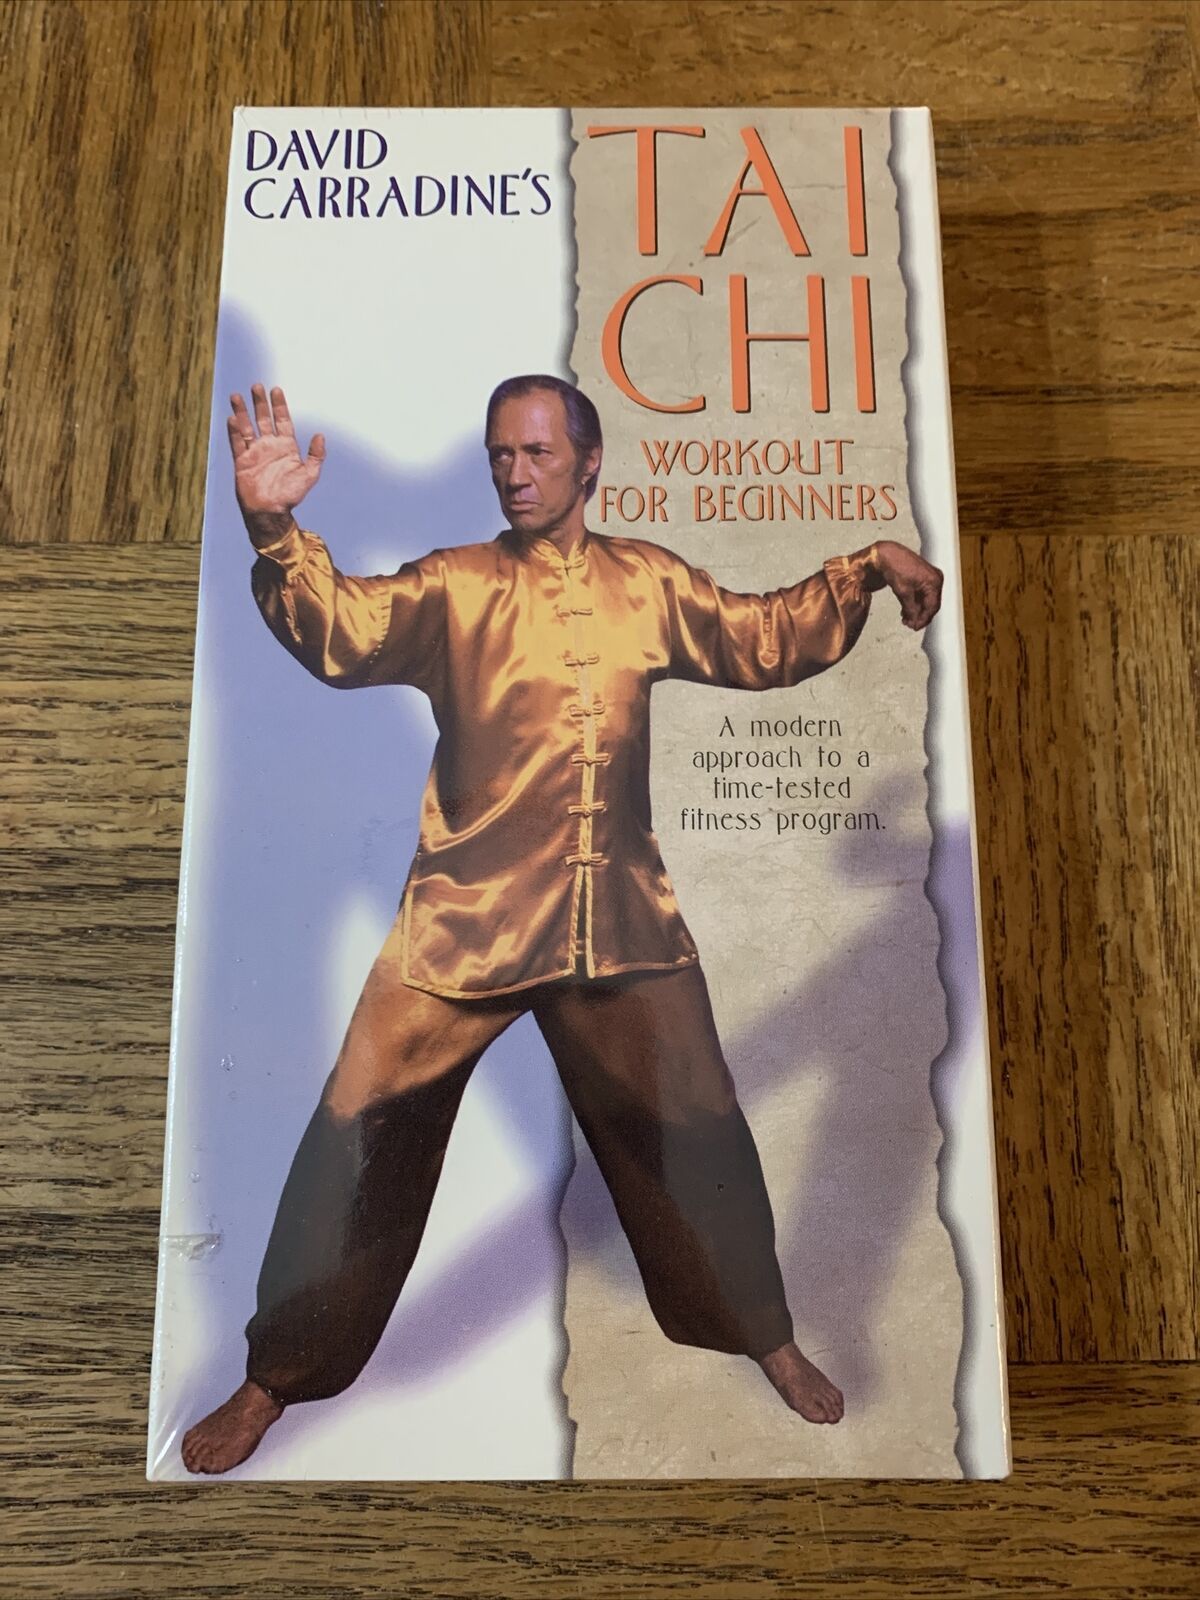 DAVID
CARRADINE'S
TAI
CHI
WORKOUT
FOR BEGINNERS
A modern
approach to a
time-tested
fitness program.